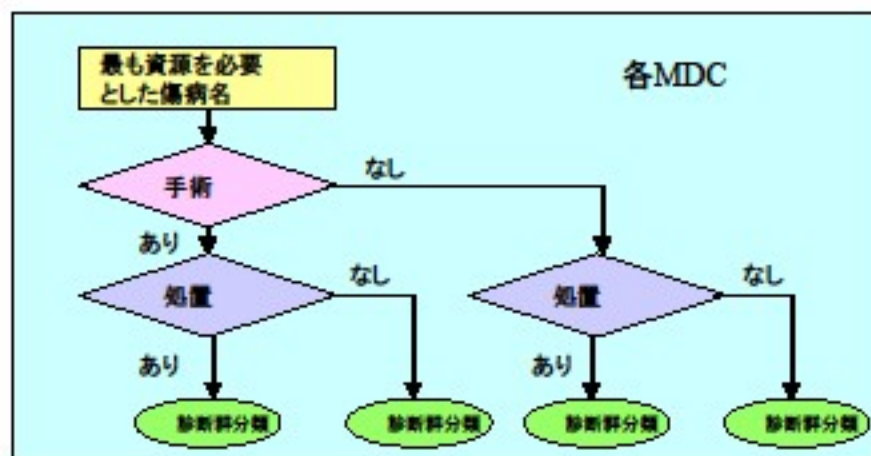 最も資源を必要
とした傷病名
各MDC
手術
なし
あり
処置
なし
処置
なし
あり
あり
診断群分類
診断群分類
診断群分類
診断群分類